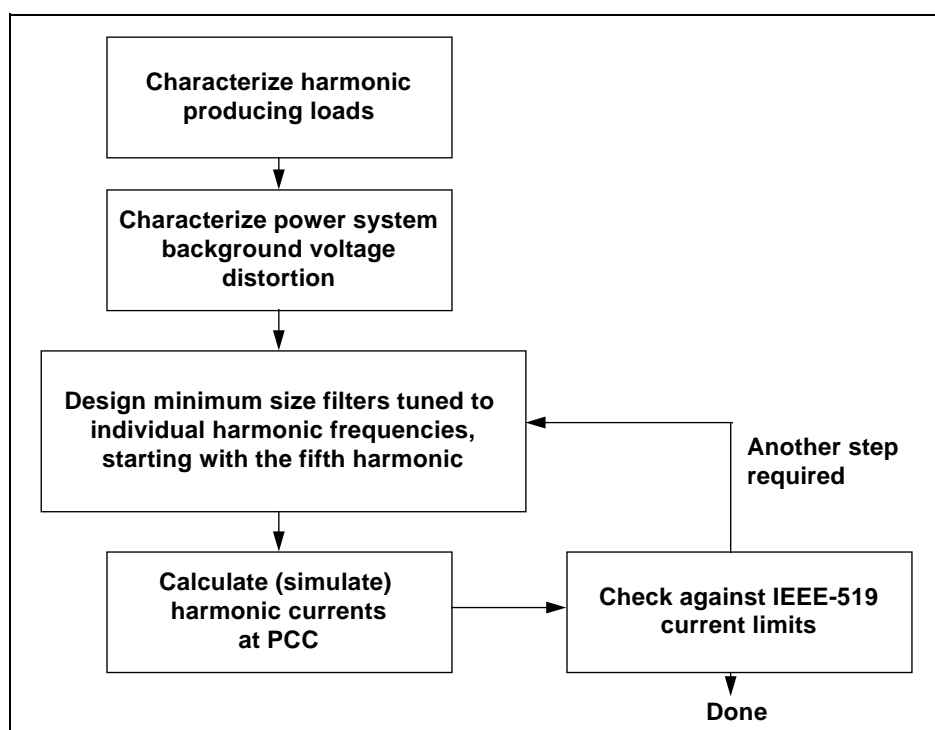 Characterize harmonic
producing loads
Characterize power system
background voltage
distortion
Design minimum size filters tuned to
individual harmonic frequencies,
starting with the fifth harmonic
Another step
required
Calculate (simulate)
harmonic currents
at PCC
Check against IEEE-519
current limits
Done